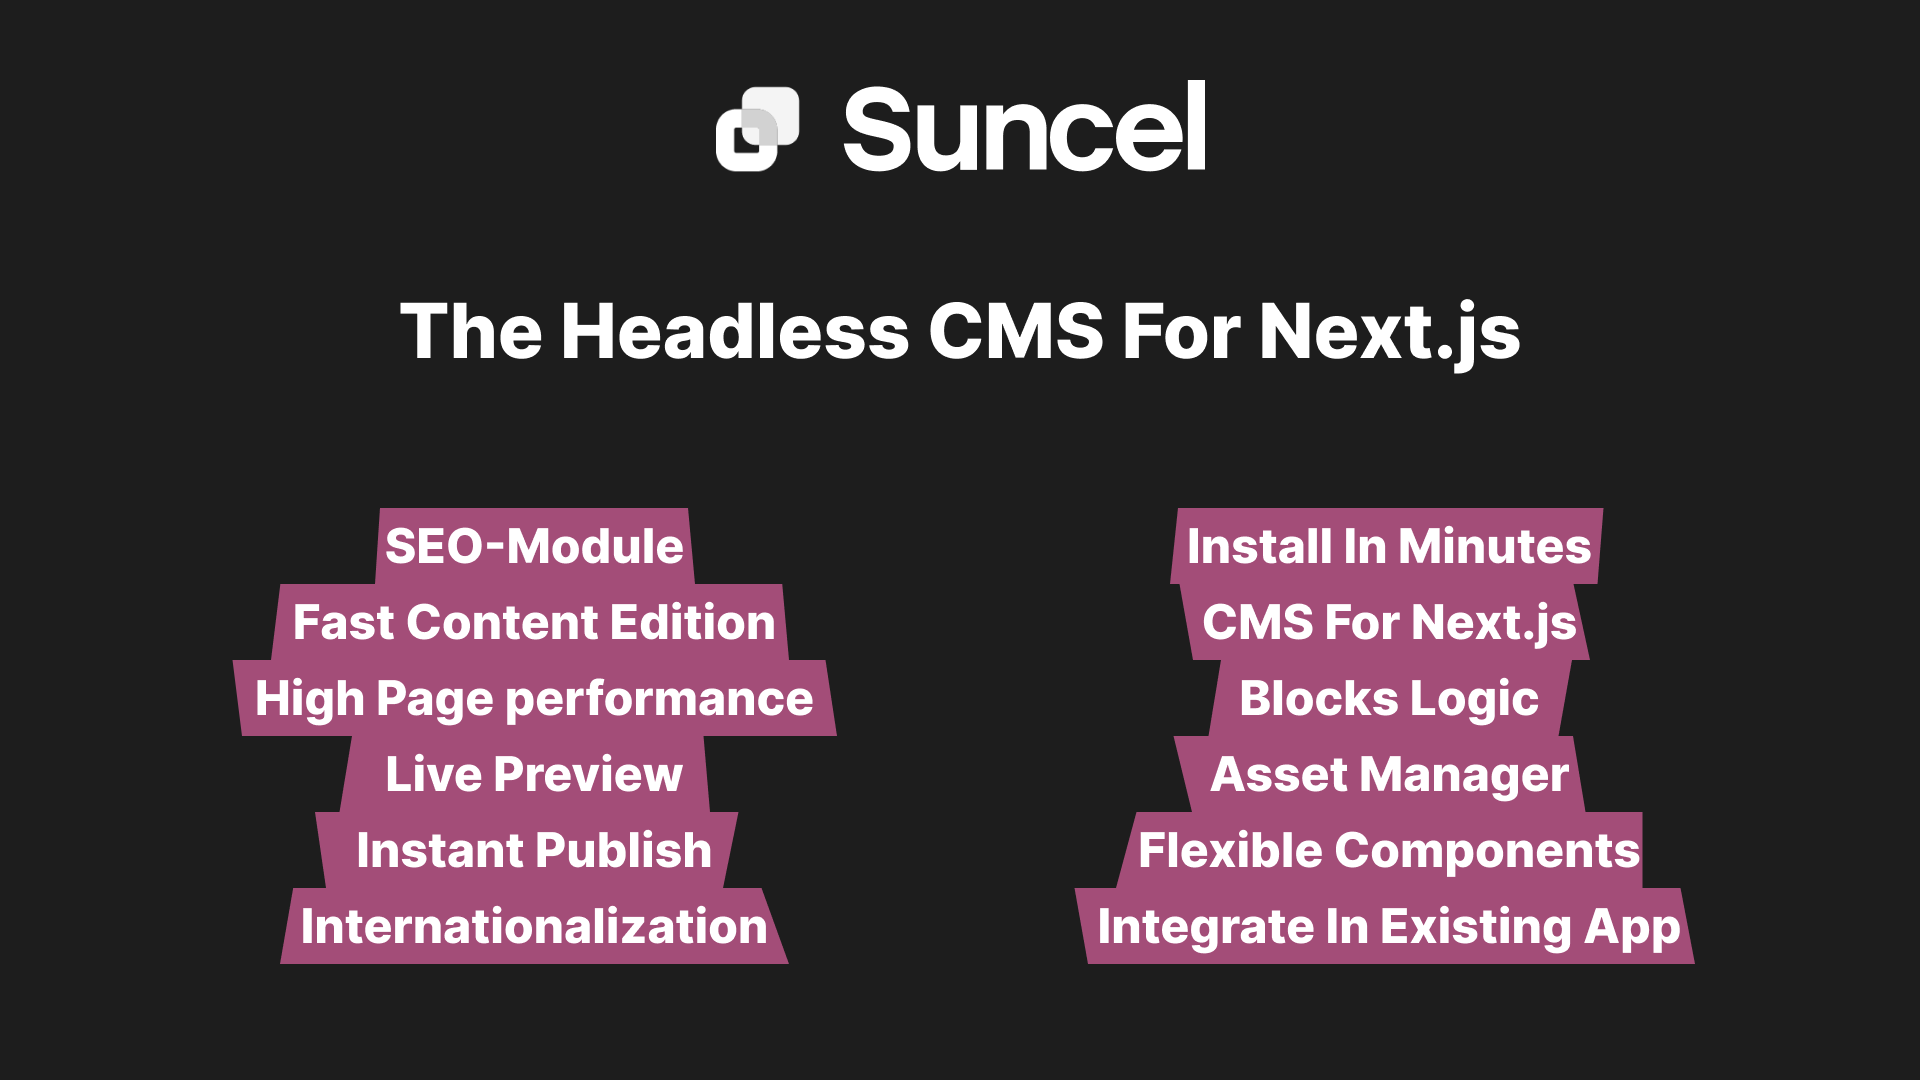 Suncel
The Headless CMS For Next.js
SEO-Module
Fast Content Edition
High Page performance
Live Preview
Instant Publish
Internationalization
Install In Minutes
CMS For Next.js
Blocks Logic
Asset Manager
Flexible Components
Integrate In Existing App